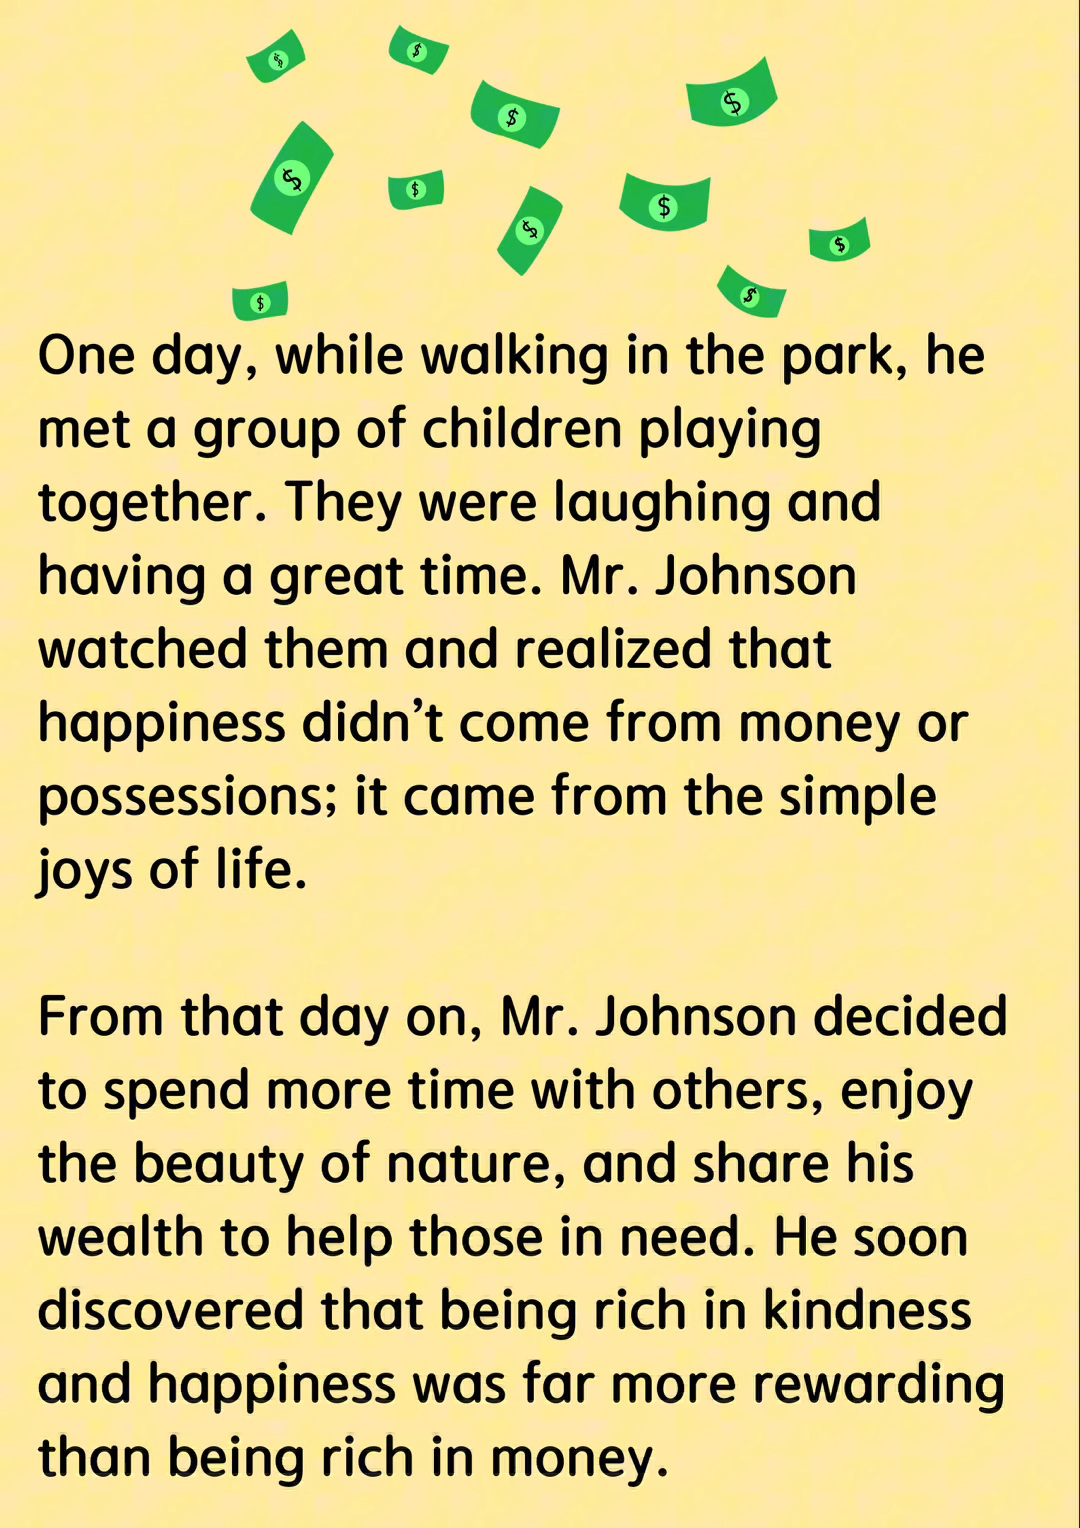 $
$
$
$
$
$
$
$
$
$
$
$
One day, while walking in the park, he
met a group of children playing
together. They were laughing and
having a great time. Mr. Johnson
watched them and realized that
happiness didn’t come from money or
possessions; it came from the simple
joys of life.
From that day on, Mr. Johnson decided
to spend more time with others, enjoy
the beauty of nature, and share his
wealth to help those in need. He soon
discovered that being rich in kindness
and happiness was far more rewarding
than being rich in money.